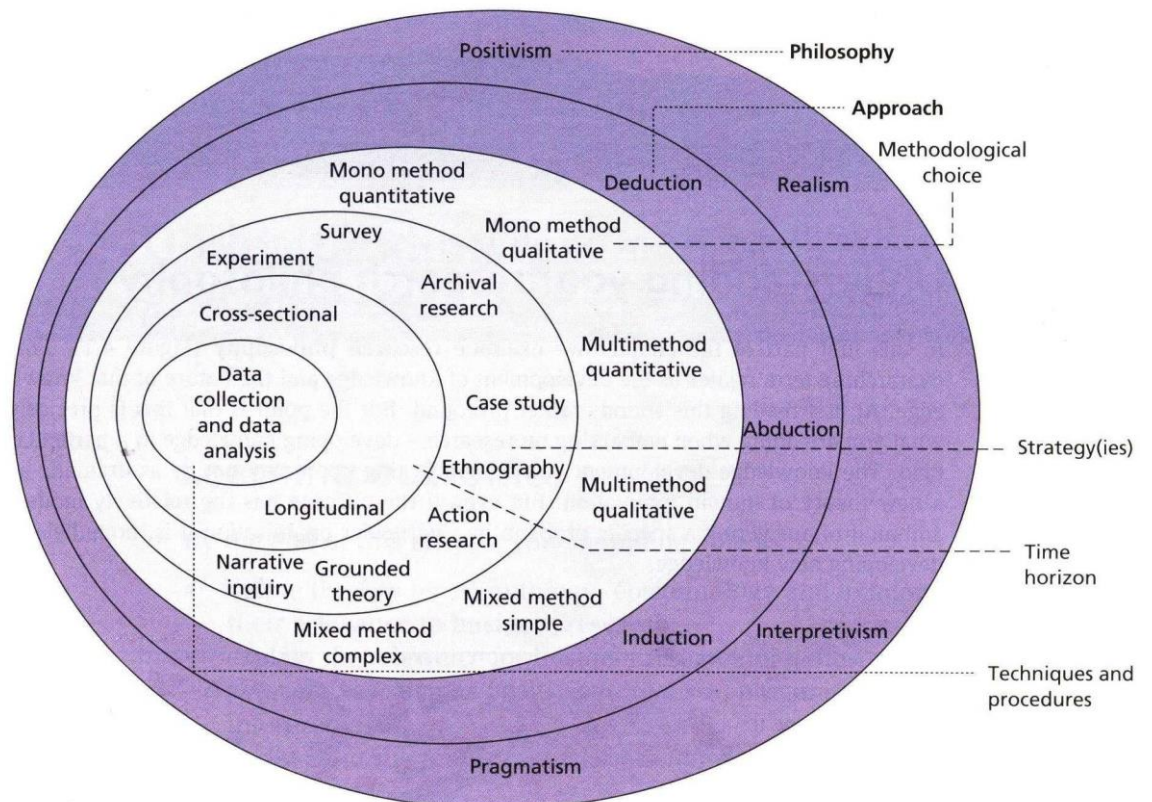 Positivism
Philosophy
Approach
Methodological
choice
Mono method
quantitative
Deduction
Realism
Survey
Mono method
qualitative
Experiment
Archival
research
Cross-sectional
Multimethod
quantitative
Data
collection
and data
analysis
Case study
Abduction
Strategy(ies)
Ethnography
Multimethod
qualitative
Longitudinal
Action
research
Time
horizon
Narrative
inquiry
Grounded
theory
Mixed method
simple
Mixed method
complex
Induction
Interpretivism
Techniques and
procedures
Pragmatism